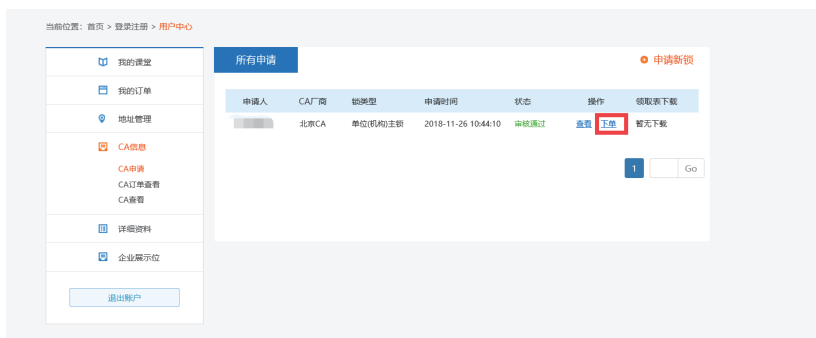 当前位置：首页 > 登录注册 > 用户中心
我的课堂
我的订单
地址管理
CA信息
CA申请
CA订单查看
CA查看
详细资料
企业展示位
退出账户
所有申请
申请新锁
申请人 CA厂商 锁类型 申请时间 状态 操作 领取表下载
北京CA 单位(机构)主锁 2018-11-26 10:44:10 审核通过 查看 下单 暂无下载
1 Go